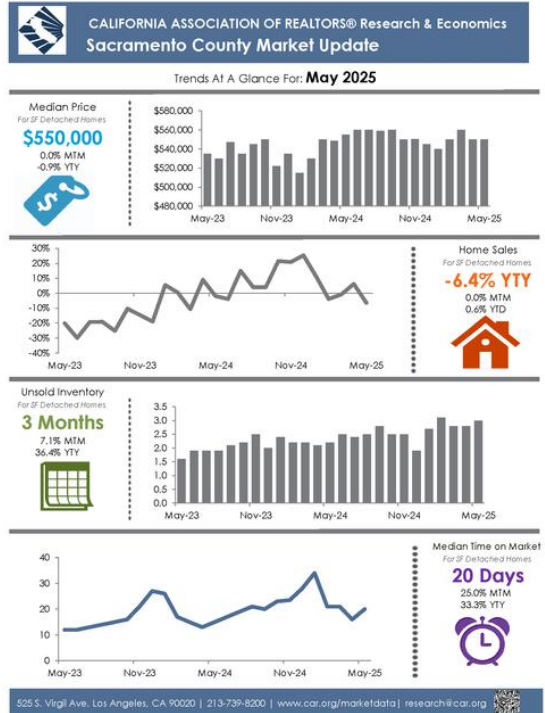 CALIFORNIA ASSOCIATION OF REALTORS® Research & Economics
Sacramento County Market Update
Trends At A Glance For: May 2025
Median Price
For SF Detached Homes
$550,000
0.0% MTM
-0.9% YTY
$
$580,000
$560,000
$540,000
$520,000
$500,000
$480,000
May-23 Nov-23 May-24 Nov-24 May-25
30%
20%
10%
0%
-10%
-20%
-30%
-40%
May-23 Nov-23 May-24 Nov-24 May-25
Home Sales
For SF Detached Homes
-6.4% YTY
0.0% MTM
0.6% YTD
Unsold Inventory
For SF Detached Homes
3 Months
7.1% MTM
36.4% YTY
3.5
3.0
2.5
2.0
1.5
1.0
0.5
0.0
May-23 Nov-23 May-24 Nov-24 May-25
40
30
20
10
0
May-23 Nov-23 May-24 Nov-24 May-25
Median Time on Market
For SF Detached Homes
20 Days
25.0% MTM
33.3% YTY
525 S. Virgil Ave, Los Angeles, CA 90020 | 213-739-8200 | www.car.org/marketdata| research@car.org